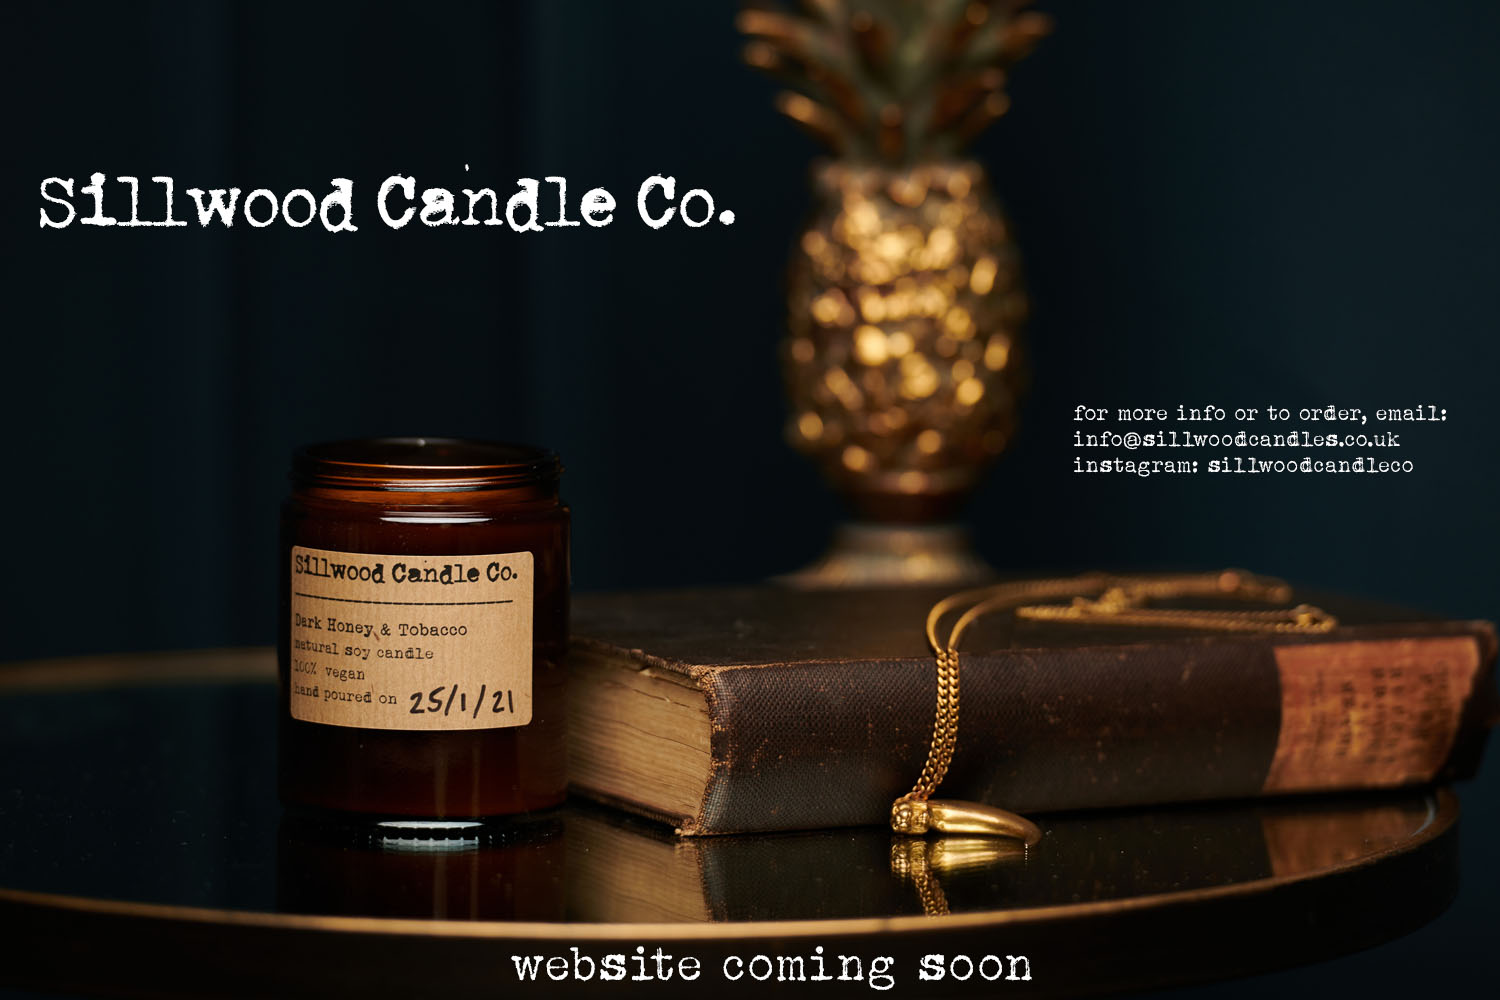 Sillwood Candle Co.
for more info or to order, email:
info@sillwoodcandles.co.uk
instagram: sillwoodcandleco
Sillwood Candle Co.
Dark Honey & Tobacco
natural soy candle
100% vegan
hand poured on 25/1/21
website coming soon